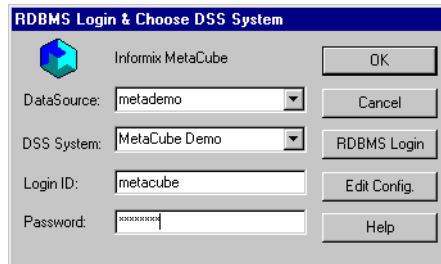 RDBMS Login & Choose DSS System
Informix MetaCube
OK
DataSource: metademo
Cancel
DSS System: MetaCube Demo
RDBMS Login
Login ID: metacube
Edit Config.
Password: ********
Help